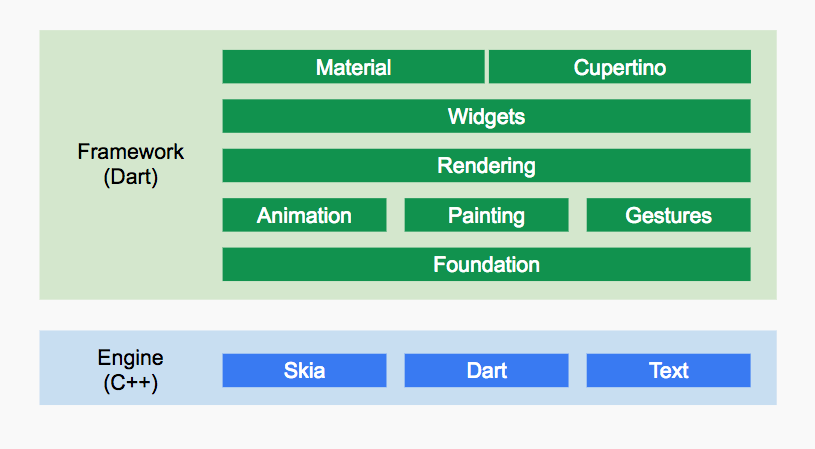 Material
Cupertino
Widgets
Framework
(Dart)
Rendering
Animation
Painting
Gestures
Foundation
Engine
(C++)
Skia
Dart
Text